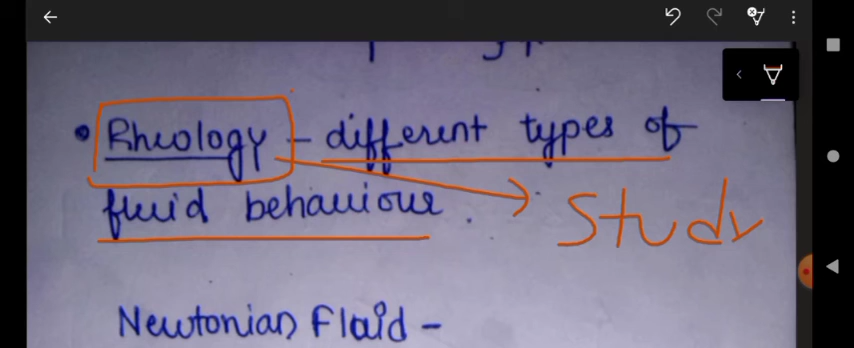 • Rheology - different types of
fluid behaviour.
Study
Newtonian Fluid -